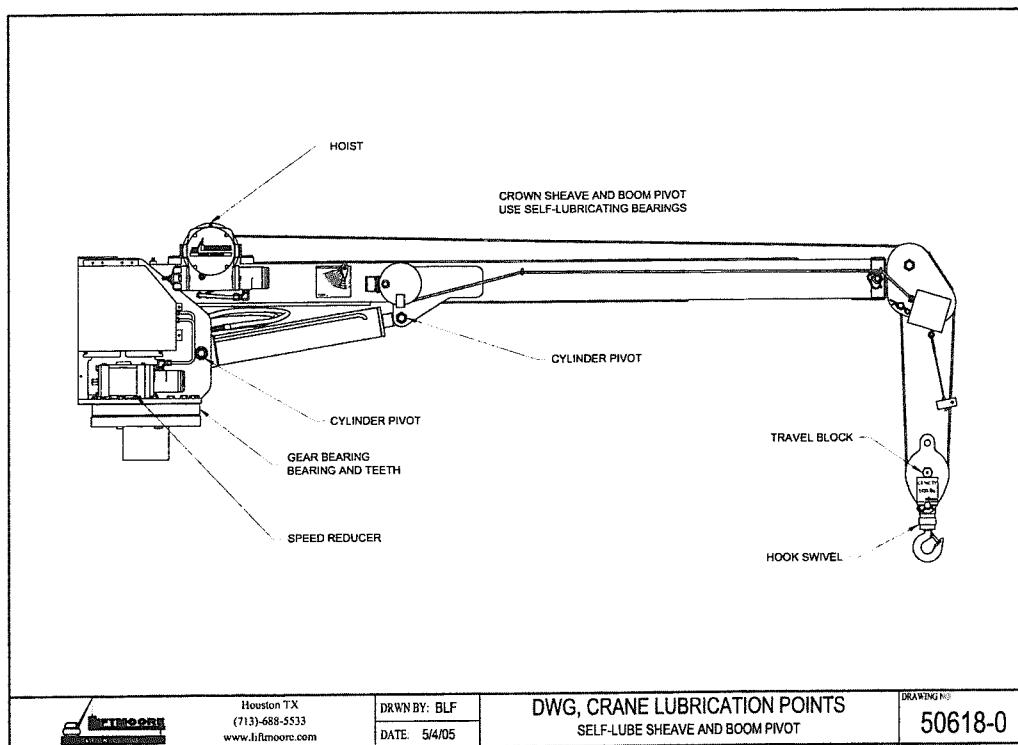 HOIST
CROWN SHEAVE AND BOOM PIVOT
USE SELF-LUBRICATING BEARINGS
CYLINDER PIVOT
CYLINDER PIVOT
GEAR BEARING
BEARING AND TEETH
TRAVEL BLOCK
SPEED REDUCER
HOOK SWIVEL
LIFTMOORE
Houston TX
(713)-688-5533
www.liftmoore.com
DRWN BY: BLF
DATE: 5/4/05
DWG, CRANE LUBRICATION POINTS
SELF-LUBE SHEAVE AND BOOM PIVOT
DRAWING NO
50618-0